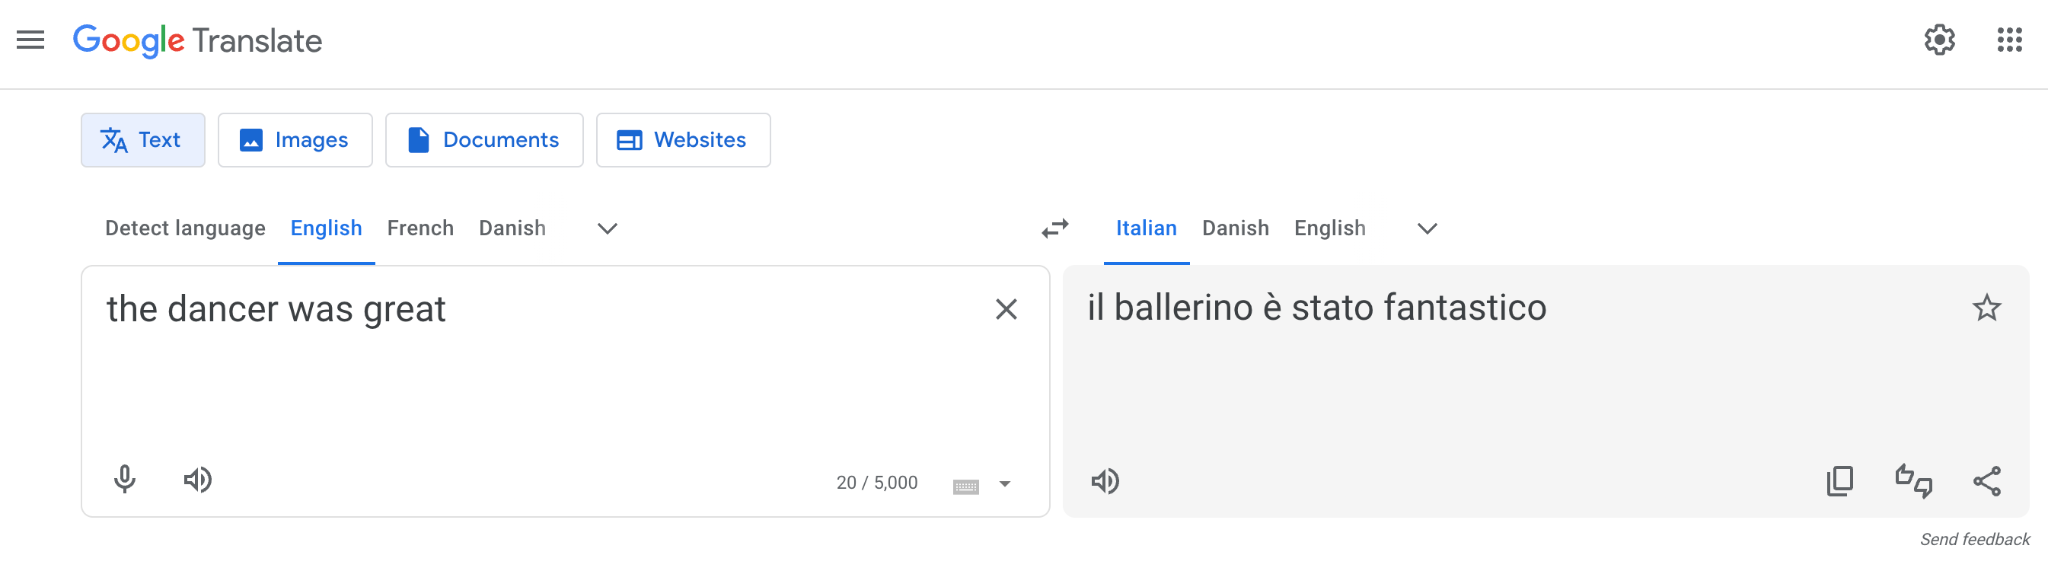 Google Translate
Text Images Documents Websites
Detect language English French Danish Italian Danish English
the dancer was great
il ballerino è stato fantastico
20 / 5,000
Send feedback